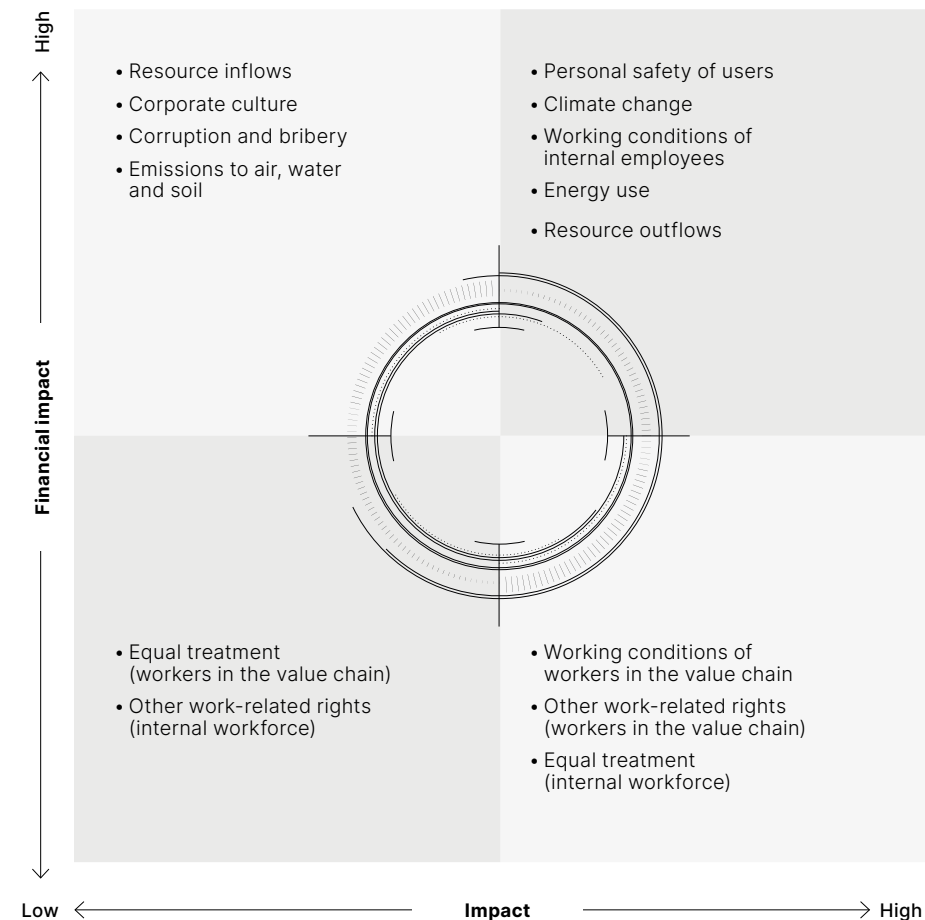 High
• Resource inflows
• Corporate culture
• Corruption and bribery
• Emissions to air, water
and soil
• Personal safety of users
• Climate change
• Working conditions of
internal employees
• Energy use
• Resource outflows
Financial impact
• Equal treatment
(workers in the value chain)
• Other work-related rights
(internal workforce)
• Working conditions of
workers in the value chain
• Other work-related rights
(workers in the value chain)
• Equal treatment
(internal workforce)
Low
Impact
High